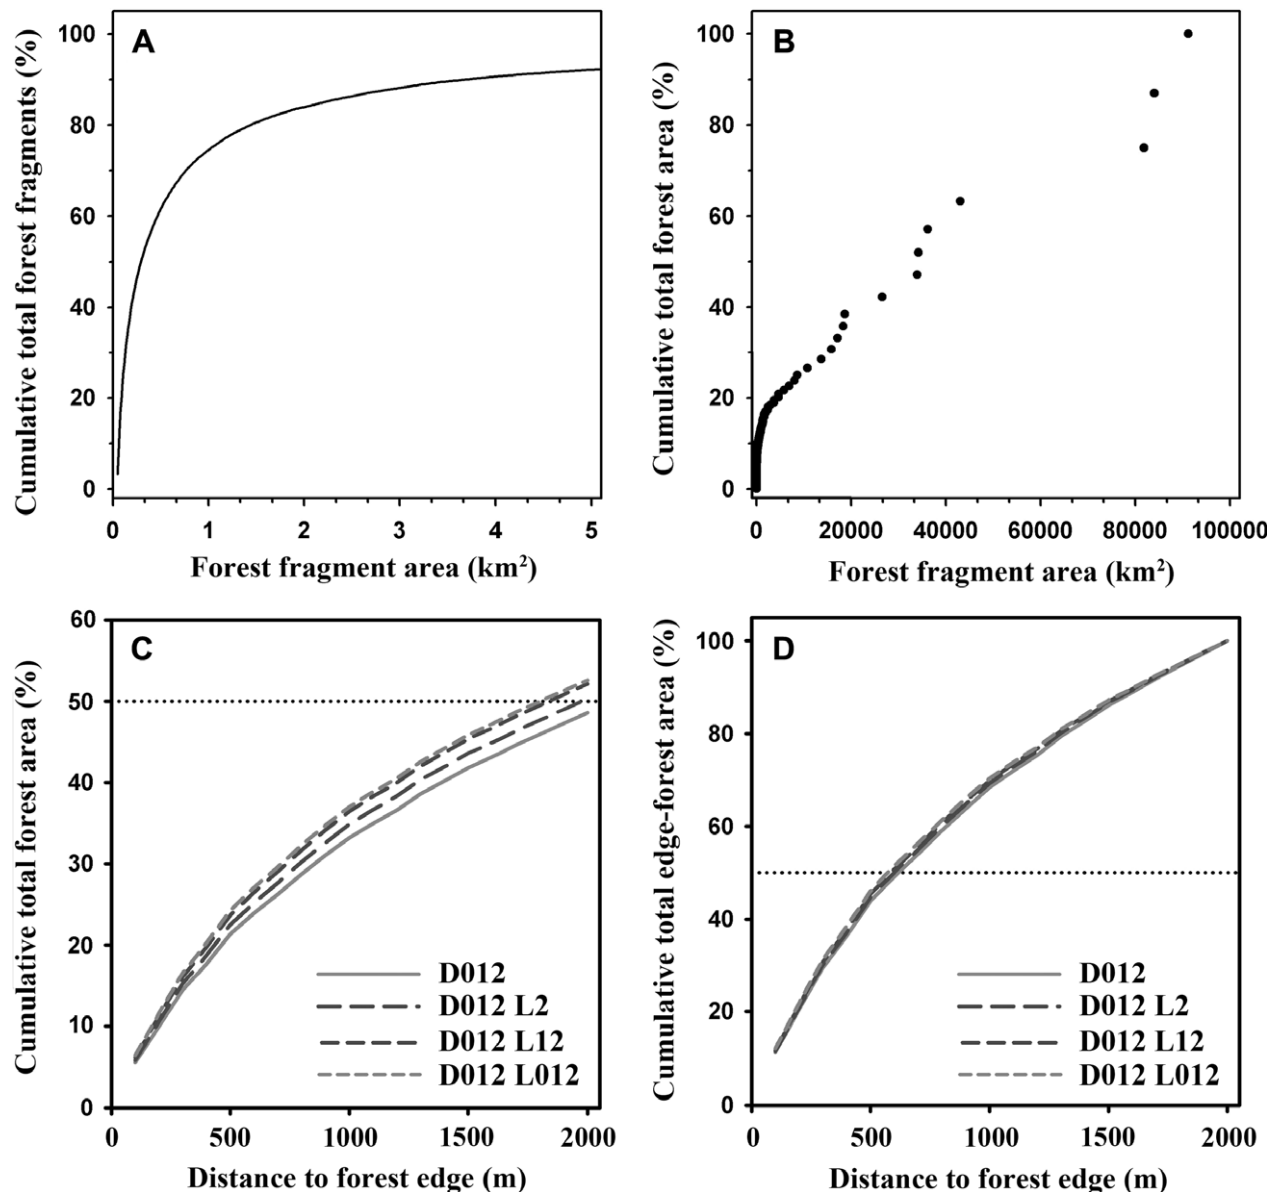 A
Cumulative total forest fragments (%)
100
80
60
40
20
0
0 1 2 3 4 5
Forest fragment area (km²)
B
Cumulative total forest area (%)
100
80
60
40
20
0
0 20000 40000 60000 80000 100000
Forest fragment area (km²)
C
Cumulative total forest area (%)
60
50
40
30
20
10
0
D012
D012 L2
D012 L12
D012 L012
0 500 1000 1500 2000
Distance to forest edge (m)
D
Cumulative total edge-forest area (%)
100
80
60
40
20
0
D012
D012 L2
D012 L12
D012 L012
0 500 1000 1500 2000
Distance to forest edge (m)